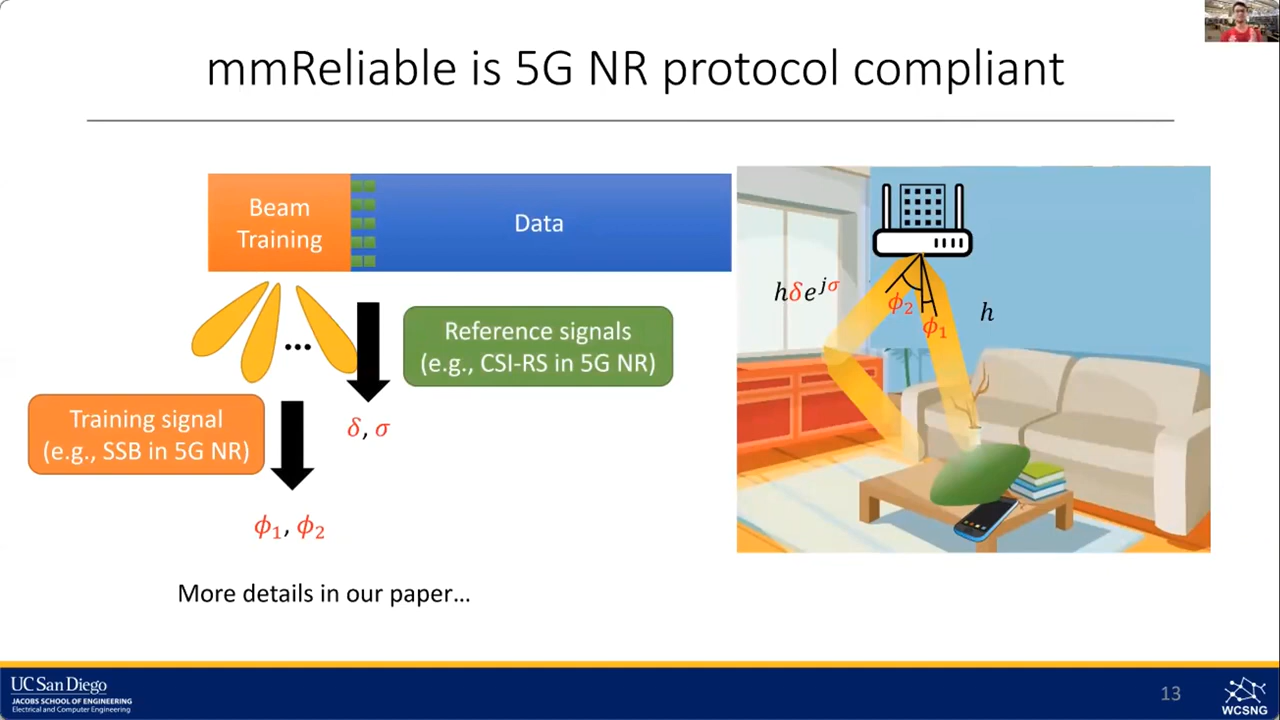 mmReliable is 5G NR protocol compliant
Beam
Training
Data
Reference signals
(e.g., CSI-RS in 5G NR)
Training signal
(e.g., SSB in 5G NR)
...
δ, σ
ϕ₁, ϕ₂
More details in our paper...
hδe^{jσ}
ϕ₂
ϕ₁
h
UC San Diego
JACOBS SCHOOL OF ENGINEERING
Electrical and Computer Engineering
13
WCSNG